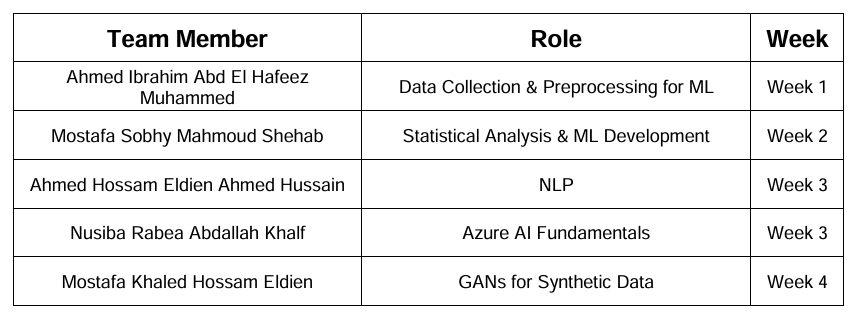 Team Member Role Week
Ahmed Ibrahim Abd El Hafeez
Muhammed
Data Collection & Preprocessing for ML Week 1
Mostafa Sobhy Mahmoud Shehab Statistical Analysis & ML Development Week 2
Ahmed Hossam Eldien Ahmed Hussain NLP Week 3
Nusiba Rabea Abdallah Khalf Azure AI Fundamentals Week 3
Mostafa Khaled Hossam Eldien GANs for Synthetic Data Week 4